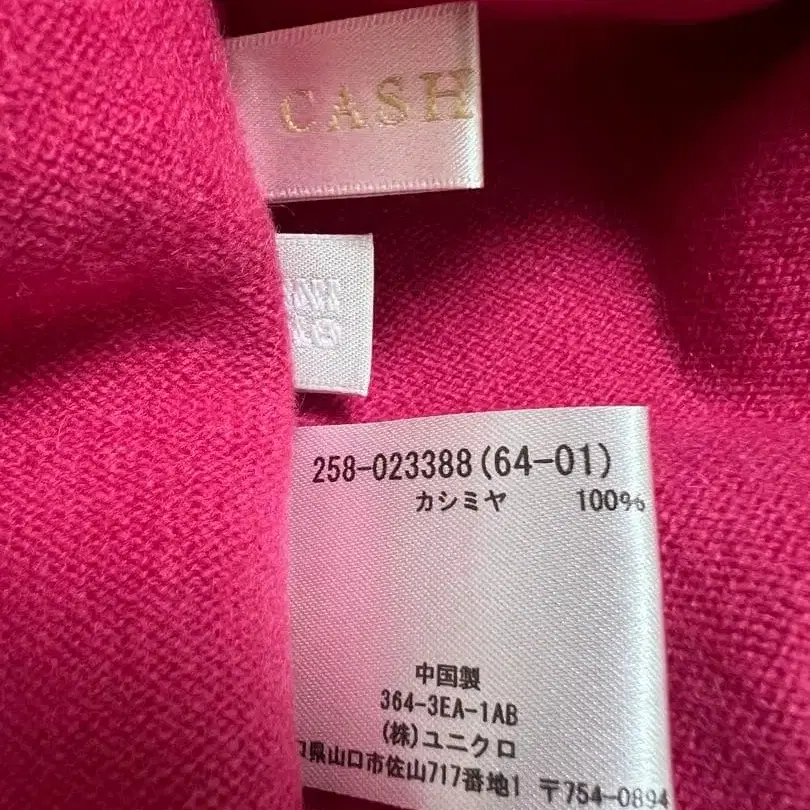 CASH
258-023388(64-01)
カシミヤ 100%
中国製
364-3EA-1AB
(株)ユニクロ
県山口市佐山717番地1 〒754-0894